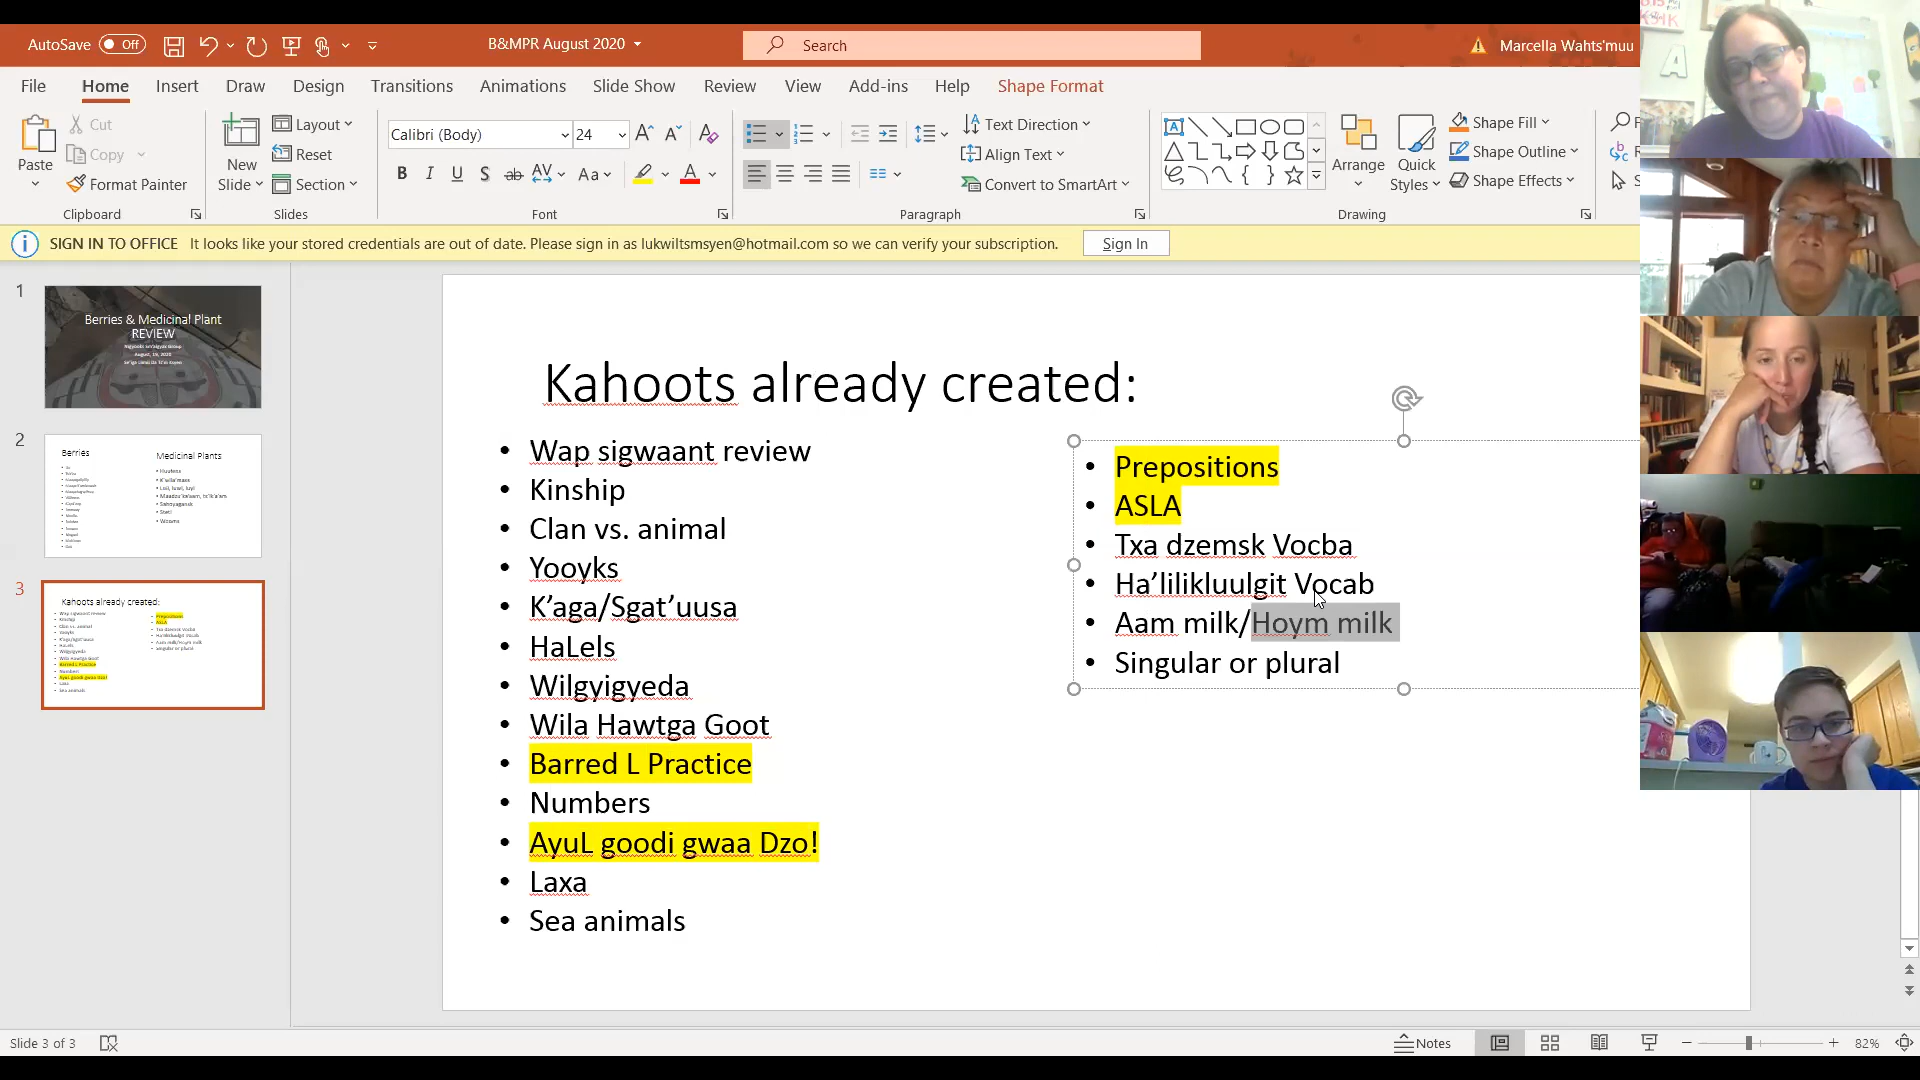 AutoSave Off
B&MPR August 2020
Search
Marcella Wahts'muu
File Home Insert Draw Design Transitions Animations Slide Show Review View Add-ins Help Shape Format
Paste
Cut
Copy
Format Painter
Clipboard
New Slide
Layout
Reset
Section
Slides
Calibri (Body) 24
Font
Paragraph
Text Direction
Align Text
Convert to SmartArt
Arrange
Quick Styles
Shape Fill
Shape Outline
Shape Effects
Drawing
SIGN IN TO OFFICE It looks like your stored credentials are out of date. Please sign in as lukwiltsmsyen@hotmail.com so we can verify your subscription. Sign In
1
Berries & Medicinal Plant
REVIEW
2
Berries
Medicinal Plants
3
Kahoots already created:
Kahoots already created:
• Wap sigwaant review
• Kinship
• Clan vs. animal
• Yooyks
• K’aga/Sgat’uusa
• HaLels
• Wilgyigyeda
• Wila Hawtga Goot
• Barred L Practice
• Numbers
• AyuL goodi gwaa Dzo!
• Laxa
• Sea animals
• Prepositions
• ASLA
• Txa dzemsk Vocba
• Ha’lilikluulgit Vocab
• Aam milk/Hoym milk
• Singular or plural
Slide 3 of 3
Notes
82%